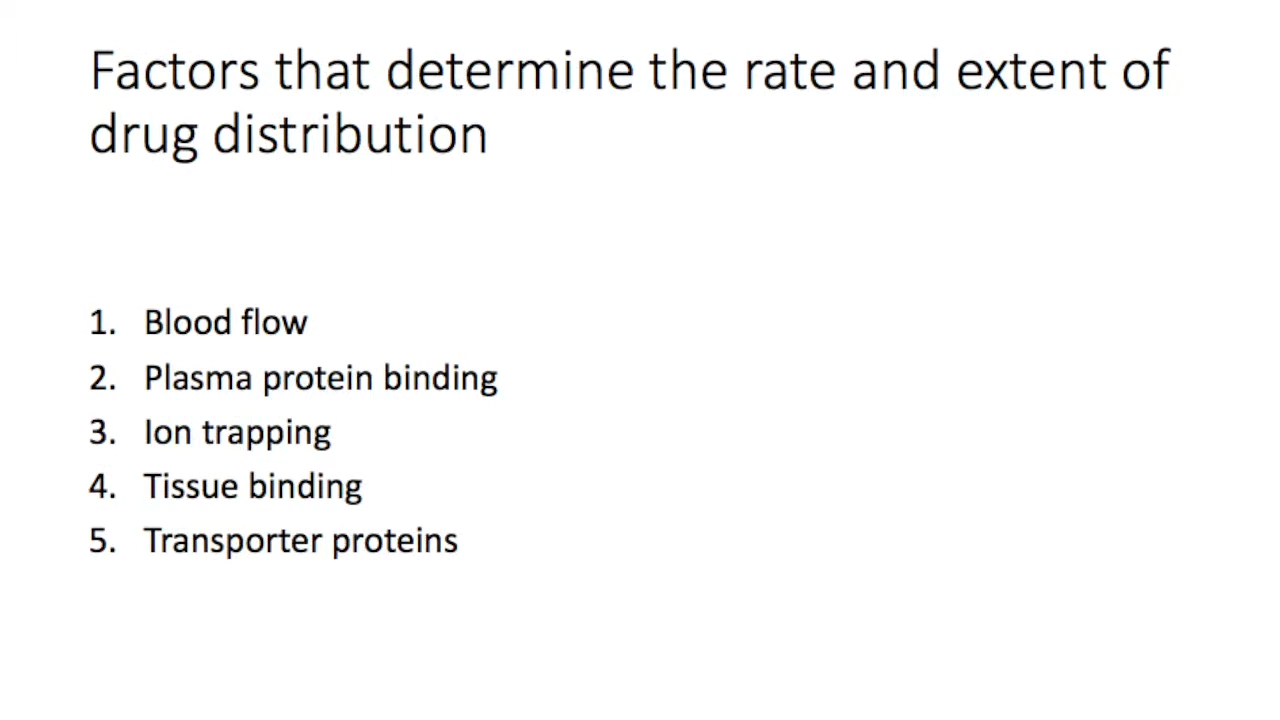 Factors that determine the rate and extent of
drug distribution
1. Blood flow
2. Plasma protein binding
3. Ion trapping
4. Tissue binding
5. Transporter proteins